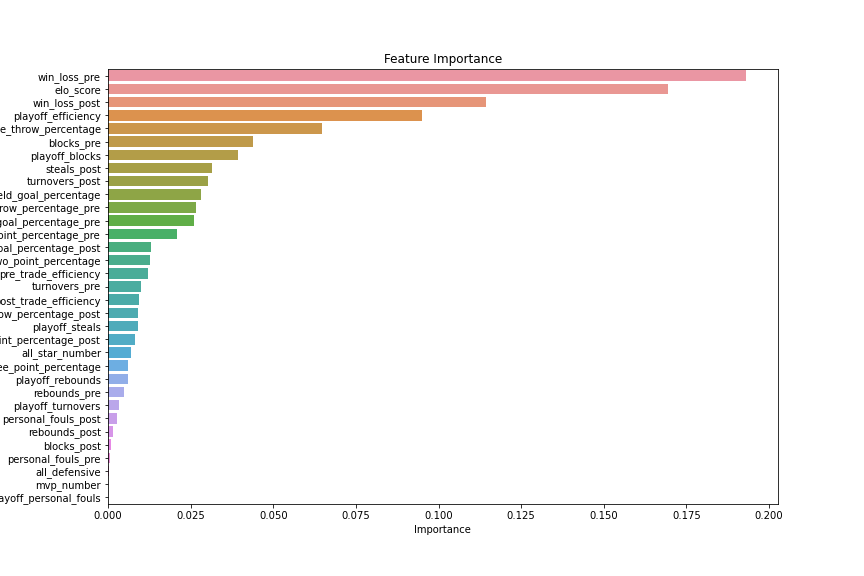 Feature Importance
win_loss_pre
elo_score
win_loss_post
playoff_efficiency
e_throw_percentage
blocks_pre
playoff_blocks
steals_post
turnovers_post
eld_goal_percentage
row_percentage_pre
goal_percentage_pre
oint_percentage_pre
oal_percentage_post
wo_point_percentage
pre_trade_efficiency
turnovers_pre
ost_trade_efficiency
ow_percentage_post
playoff_steals
int_percentage_post
all_star_number
ee_point_percentage
playoff_rebounds
rebounds_pre
playoff_turnovers
personal_fouls_post
rebounds_post
blocks_post
personal_fouls_pre
all_defensive
mvp_number
ayoff_personal_fouls
0.000 0.025 0.050 0.075 0.100 0.125 0.150 0.175 0.200
Importance